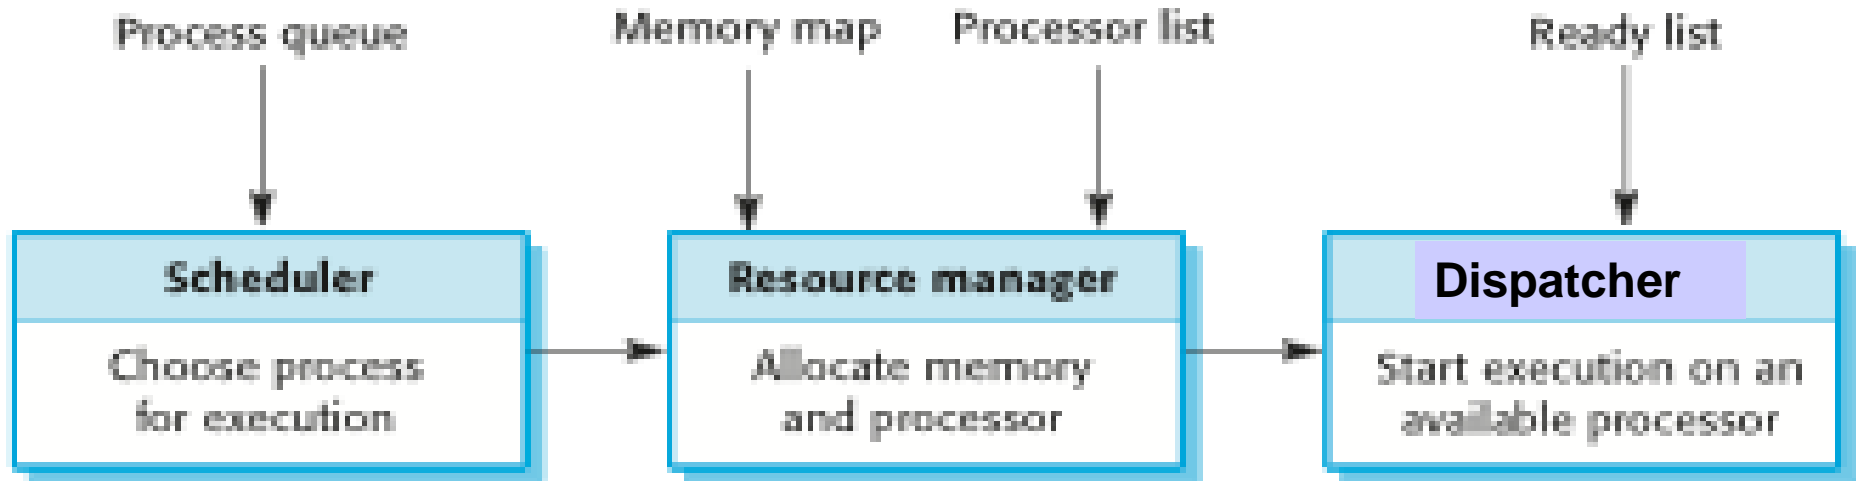 Process queue
Memory map
Processor list
Ready list
Scheduler
Choose process
for execution
Resource manager
Allocate memory
and processor
Dispatcher
Start execution on an
available processor